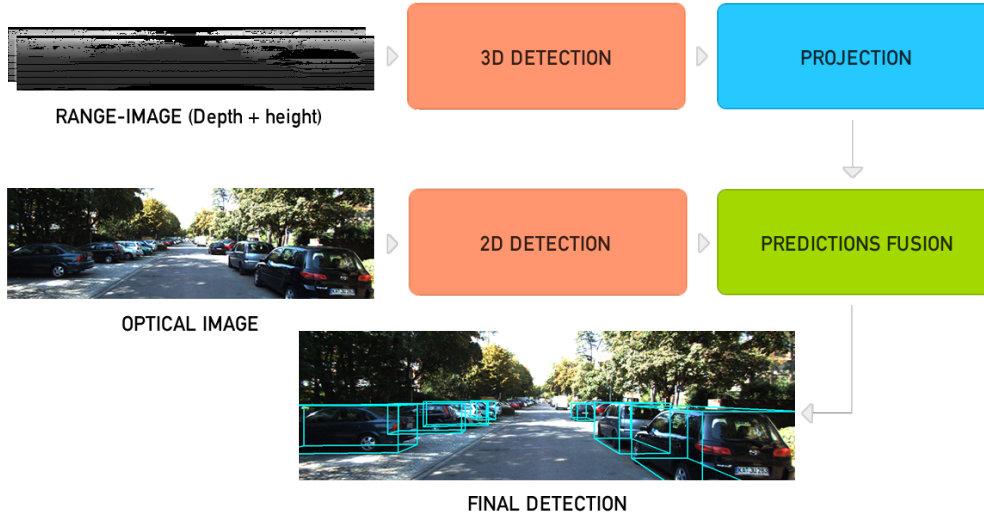 3D DETECTION
PROJECTION
RANGE-IMAGE (Depth + height)
2D DETECTION
PREDICTIONS FUSION
OPTICAL IMAGE
FINAL DETECTION